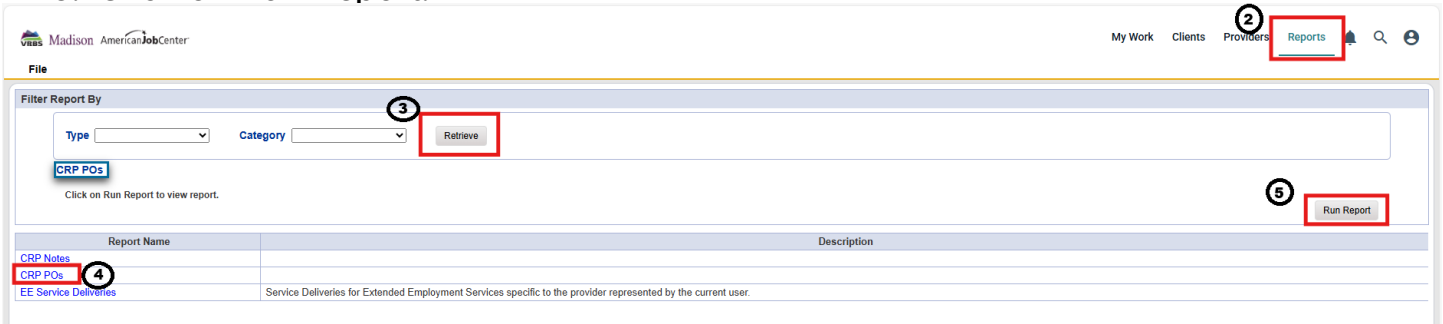 2
VRBS Madison AmericanJobCenter My Work Clients Providers Reports
File
Filter Report By
3
Type Category Retrieve
CRP POs
Click on Run Report to view report.
5
Run Report
Report Name Description
CRP Notes
CRP POs 4
EE Service Deliveries Service Deliveries for Extended Employment Services specific to the provider represented by the current user.